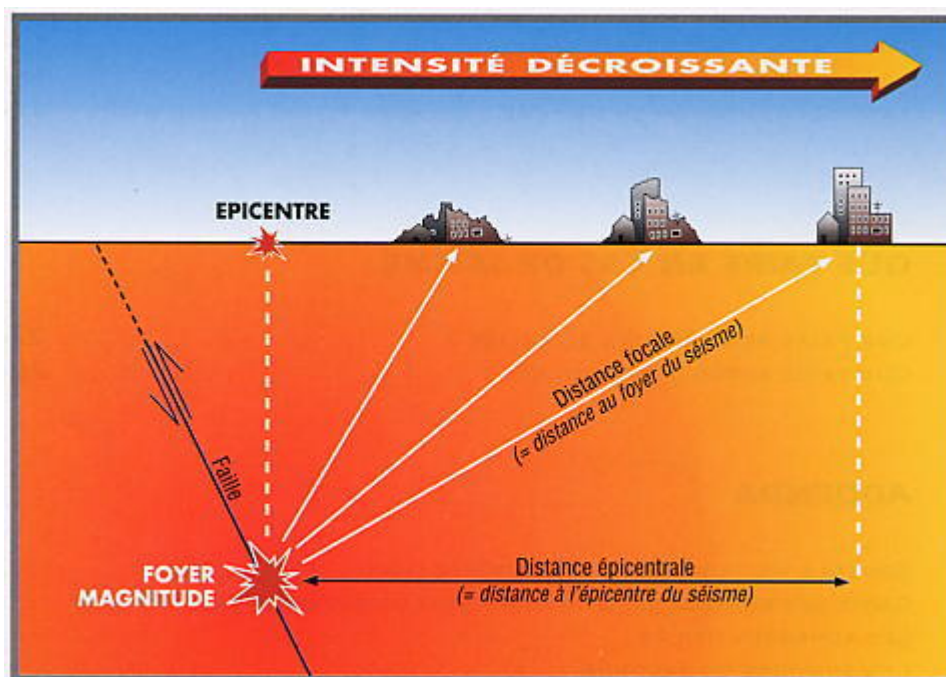 INTENSITÉ DÉCROISSANTE
EPICENTRE
Distance focale
(= distance au foyer du séisme)
Faille
FOYER
MAGNITUDE
Distance épicentrale
(= distance à l'épicentre du séisme)